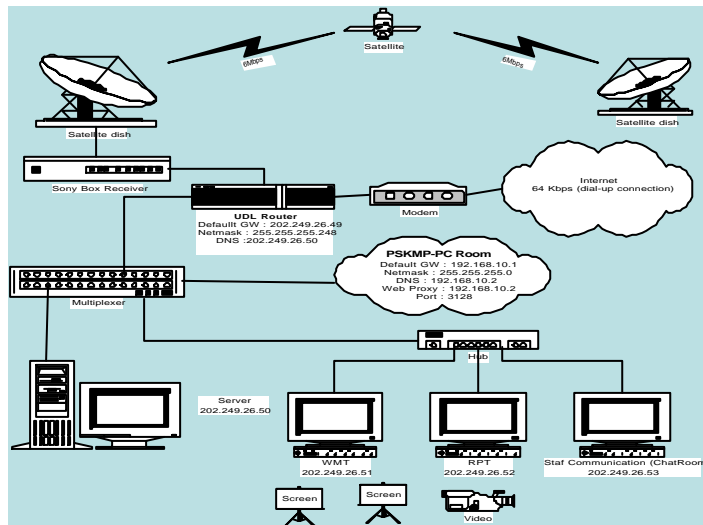 Satellite
6Mbps
6Mbps
Satellite dish
Satellite dish
Sony Box Receiver
Internet
64 Kbps (dial-up connection)
UDL Router
Defaullt GW : 202.249.26.49
Netmask : 255.255.255.248
DNS :202.249.26.50
Modem
PSKMP-PC Room
Default GW : 192.168.10.1
Netmask : 255.255.255.0
DNS : 192.168.10.2
Web Proxy : 192.168.10.2
Port : 3128
Multiplexer
Hub
Server
202.249.26.50
WMT
202.249.26.51
RPT
202.249.26.52
Staf Communication (ChatRoom
202.249.26.53
Screen
Screen
Video